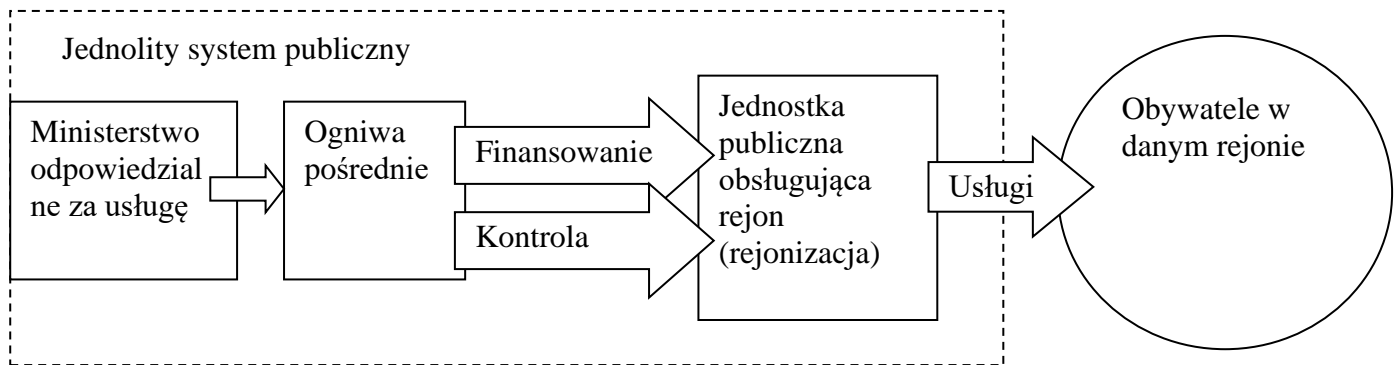 Jednolity system publiczny
Ministerstwo
odpowiedzial
ne za usługę
Ogniwa
pośrednie
Finansowanie
Kontrola
Jednostka
publiczna
obsługująca
rejon
(rejonizacja)
Usługi
Obywatele w
danym rejonie